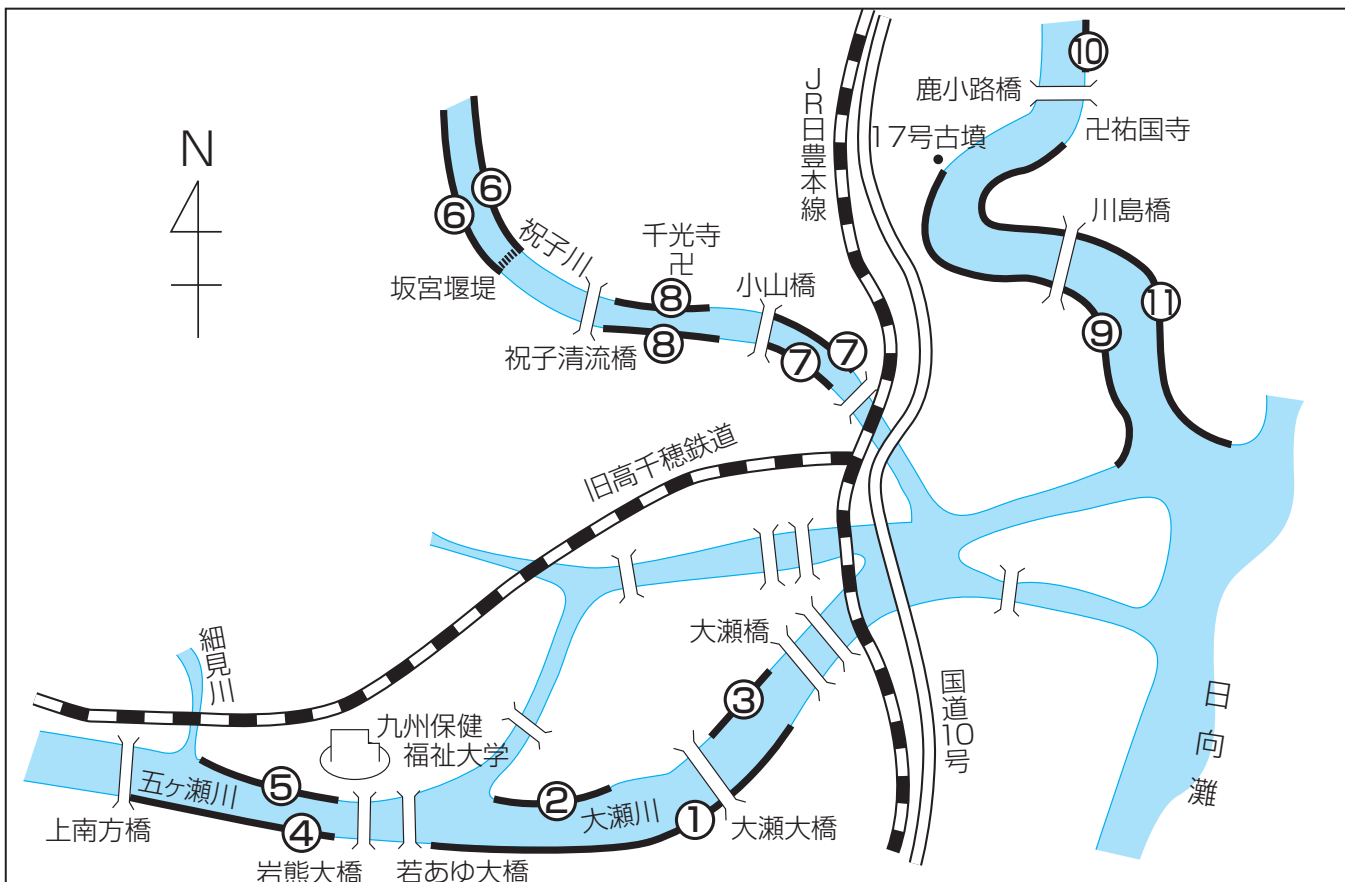 N
JR日豊本線
鹿小路橋
⑩
卍祐国寺
17号古墳
川島橋
⑥
⑥
祝子川
千光寺
卍
坂宮堰堤
⑧
小山橋
⑪
⑨
祝子清流橋
⑧
⑦
⑦
旧高千穂鉄道
細見川
大瀬橋
③
国道10号
日向灘
九州保健
福祉大学
五ヶ瀬川
⑤
②
大瀬川
①
大瀬大橋
上南方橋
④
岩熊大橋
若あゆ大橋